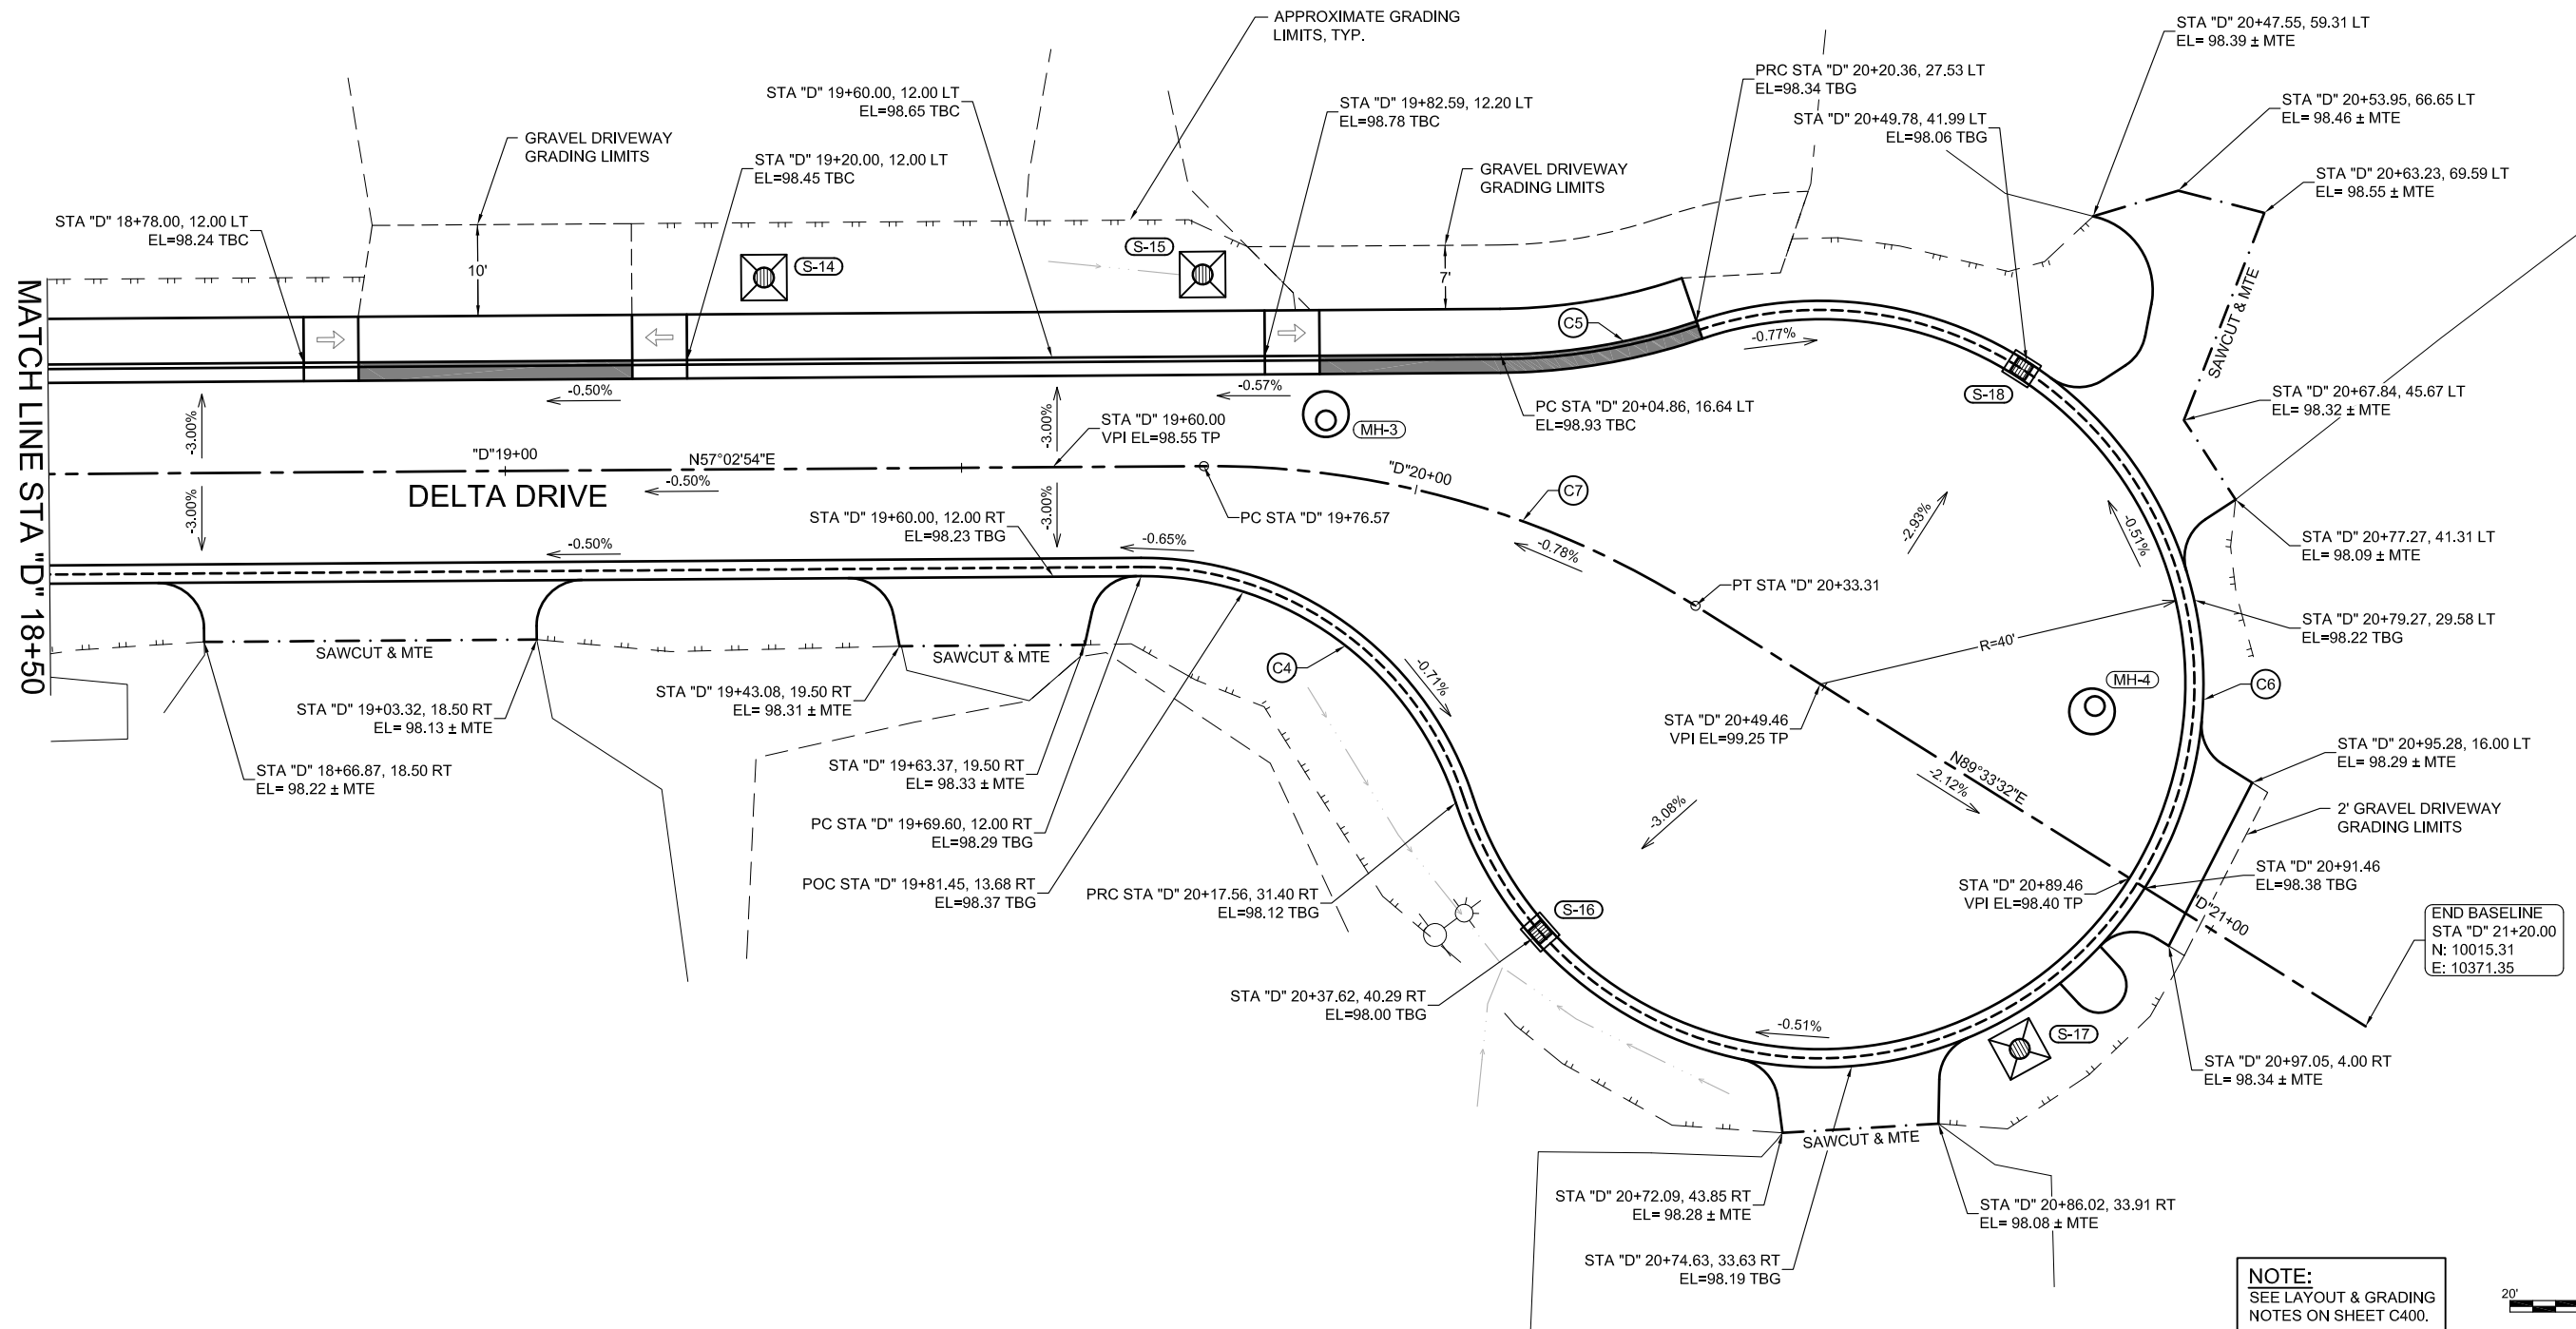 APPROXIMATE GRADING
LIMITS, TYP.
STA "D" 20+47.55, 59.31 LT
EL= 98.39 ± MTE
STA "D" 19+60.00, 12.00 LT
EL=98.65 TBC
STA "D" 19+82.59, 12.20 LT
EL=98.78 TBC
PRC STA "D" 20+20.36, 27.53 LT
EL=98.34 TBG
STA "D" 20+49.78, 41.99 LT
EL=98.06 TBG
STA "D" 20+53.95, 66.65 LT
EL= 98.46 ± MTE
GRAVEL DRIVEWAY
GRADING LIMITS
STA "D" 19+20.00, 12.00 LT
EL=98.45 TBC
GRAVEL DRIVEWAY
GRADING LIMITS
STA "D" 20+63.23, 69.59 LT
EL= 98.55 ± MTE
STA "D" 18+78.00, 12.00 LT
EL=98.24 TBC
10'
S-14
S-15
7'
C5
-0.77%
SAWCUT & MTE
MATCH LINE STA "D" 18+50
-0.50%
-0.57%
S-18
STA "D" 20+67.84, 45.67 LT
EL= 98.32 ± MTE
PC STA "D" 20+04.86, 16.64 LT
EL=98.93 TBC
-3.00%
-3.00%
STA "D" 19+60.00
VPI EL=98.55 TP
MH-3
"D"19+00
N57°02'54"E
-0.50%
DELTA DRIVE
"D"20+00
C7
-3.00%
-3.00%
STA "D" 19+60.00, 12.00 RT
EL=98.23 TBG
PC STA "D" 19+76.57
-2.93%
-0.51%
STA "D" 20+77.27, 41.31 LT
EL= 98.09 ± MTE
-0.50%
-0.65%
-0.78%
PT STA "D" 20+33.31
STA "D" 20+79.27, 29.58 LT
EL=98.22 TBG
R=40'
SAWCUT & MTE
SAWCUT & MTE
C4
-0.71%
MH-4
C6
STA "D" 19+03.32, 18.50 RT
EL= 98.13 ± MTE
STA "D" 19+43.08, 19.50 RT
EL= 98.31 ± MTE
STA "D" 20+49.46
VPI EL=99.25 TP
STA "D" 20+95.28, 16.00 LT
EL= 98.29 ± MTE
STA "D" 18+66.87, 18.50 RT
EL= 98.22 ± MTE
STA "D" 19+63.37, 19.50 RT
EL= 98.33 ± MTE
N89°33'32"E
-2.12%
-3.08%
2' GRAVEL DRIVEWAY
GRADING LIMITS
PC STA "D" 19+69.60, 12.00 RT
EL=98.29 TBG
POC STA "D" 19+81.45, 13.68 RT
EL=98.37 TBG
PRC STA "D" 20+17.56, 31.40 RT
EL=98.12 TBG
STA "D" 20+89.46
VPI EL=98.40 TP
STA "D" 20+91.46
EL=98.38 TBG
S-16
"D"21+00
END BASELINE
STA "D" 21+20.00
N: 10015.31
E: 10371.35
STA "D" 20+37.62, 40.29 RT
EL=98.00 TBG
-0.51%
S-17
STA "D" 20+97.05, 4.00 RT
EL= 98.34 ± MTE
SAWCUT & MTE
STA "D" 20+72.09, 43.85 RT
EL= 98.28 ± MTE
STA "D" 20+86.02, 33.91 RT
EL= 98.08 ± MTE
STA "D" 20+74.63, 33.63 RT
EL=98.19 TBG
NOTE:
SEE LAYOUT & GRADING
NOTES ON SHEET C400.
20'